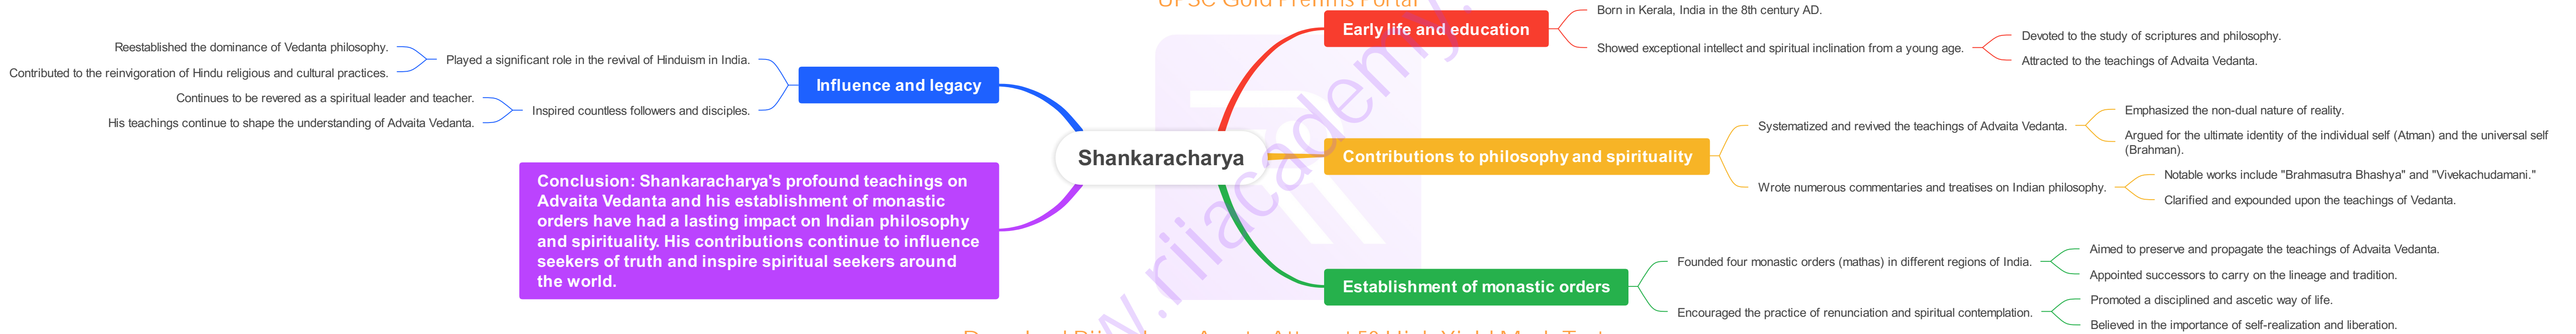 UPSC Gold Prelims Portal
Shankaracharya
Early life and education
Born in Kerala, India in the 8th century AD.
Showed exceptional intellect and spiritual inclination from a young age.
Devoted to the study of scriptures and philosophy.
Attracted to the teachings of Advaita Vedanta.
Contributions to philosophy and spirituality
Systematized and revived the teachings of Advaita Vedanta.
Emphasized the non-dual nature of reality.
Argued for the ultimate identity of the individual self (Atman) and the universal self
(Brahman).
Wrote numerous commentaries and treatises on Indian philosophy.
Notable works include "Brahmasutra Bhashya" and "Vivekachudamani."
Clarified and expounded upon the teachings of Vedanta.
Establishment of monastic orders
Founded four monastic orders (mathas) in different regions of India.
Aimed to preserve and propagate the teachings of Advaita Vedanta.
Appointed successors to carry on the lineage and tradition.
Encouraged the practice of renunciation and spiritual contemplation.
Promoted a disciplined and ascetic way of life.
Believed in the importance of self-realization and liberation.
Influence and legacy
Played a significant role in the revival of Hinduism in India.
Reestablished the dominance of Vedanta philosophy.
Contributed to the reinvigoration of Hindu religious and cultural practices.
Inspired countless followers and disciples.
Continues to be revered as a spiritual leader and teacher.
His teachings continue to shape the understanding of Advaita Vedanta.
Conclusion: Shankaracharya's profound teachings on
Advaita Vedanta and his establishment of monastic
orders have had a lasting impact on Indian philosophy
and spirituality. His contributions continue to influence
seekers of truth and inspire spiritual seekers around
the world.